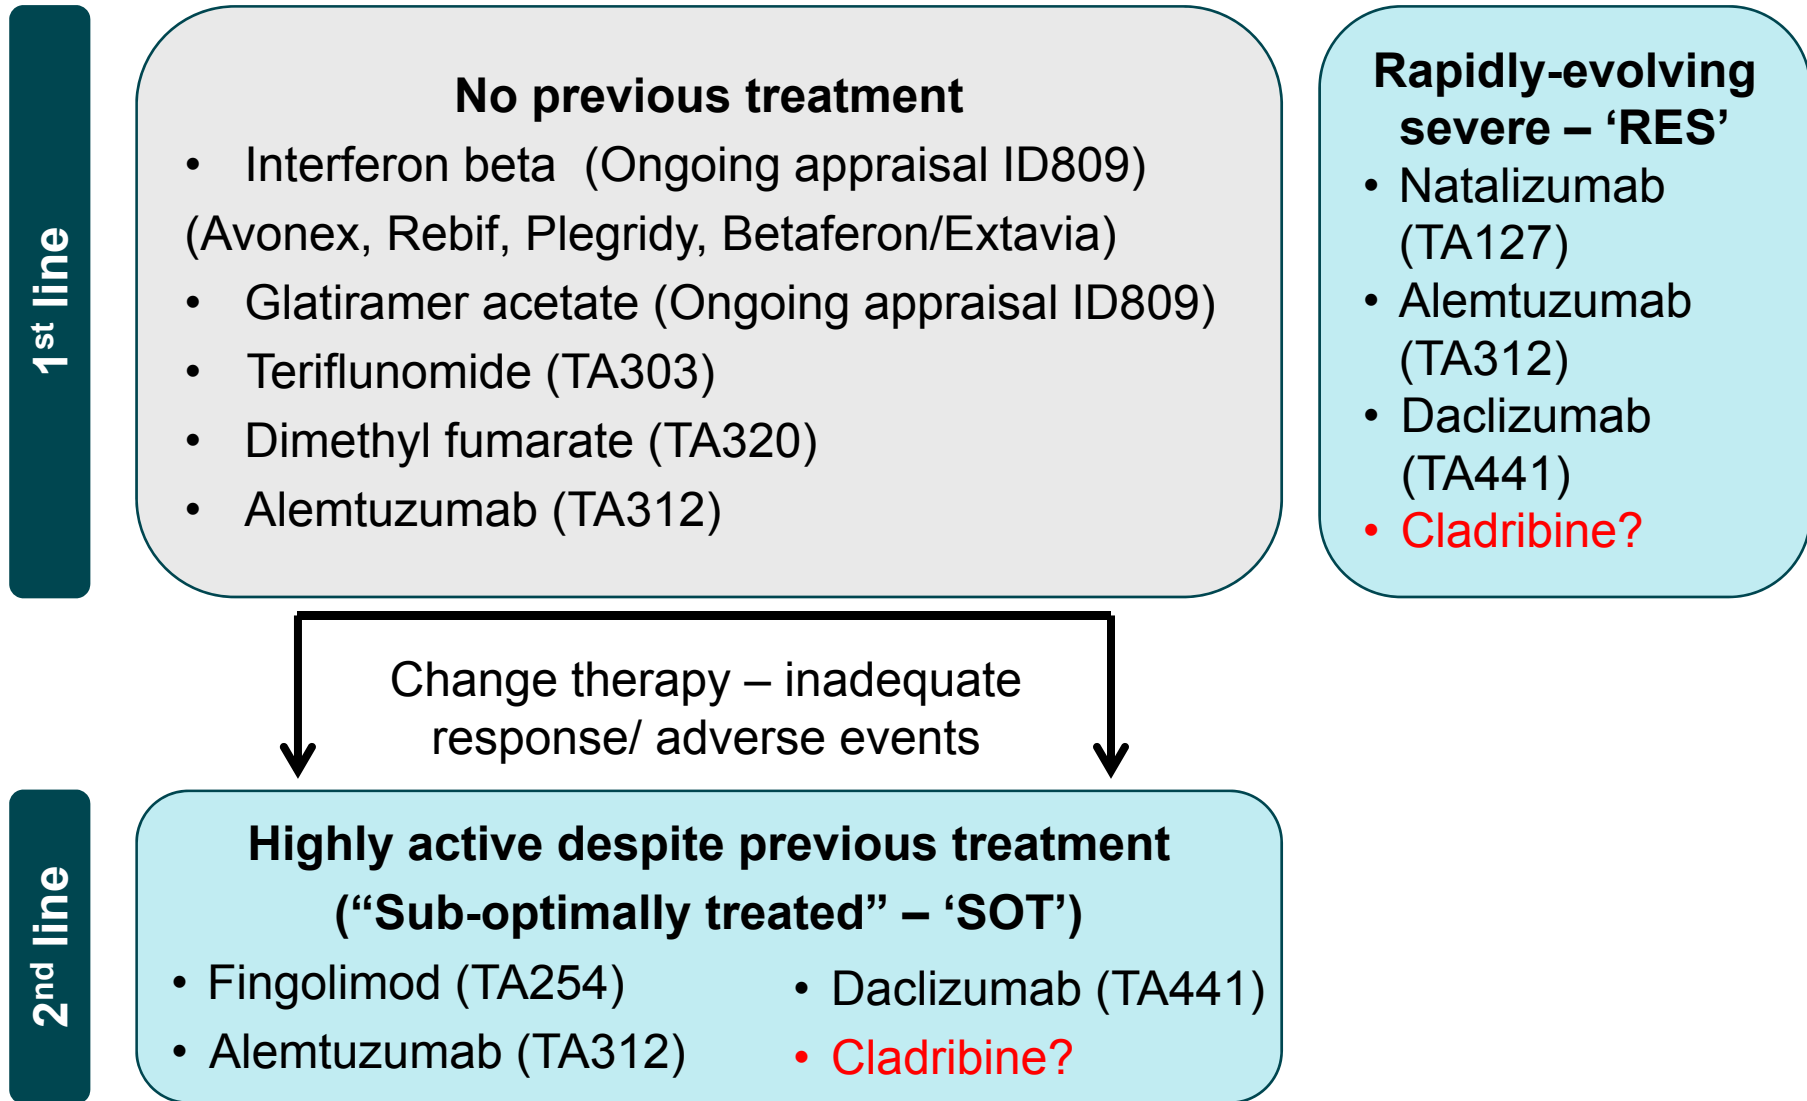 1st line
No previous treatment
• Interferon beta (Ongoing appraisal ID809)
(Avonex, Rebif, Plegridy, Betaferon/Extavia)
• Glatiramer acetate (Ongoing appraisal ID809)
• Teriflunomide (TA303)
• Dimethyl fumarate (TA320)
• Alemtuzumab (TA312)
Rapidly-evolving
severe – ‘RES’
• Natalizumab
(TA127)
• Alemtuzumab
(TA312)
• Daclizumab
(TA441)
• Cladribine?
Change therapy – inadequate
response/ adverse events
2nd line
Highly active despite previous treatment
(“Sub-optimally treated” – ‘SOT’)
• Fingolimod (TA254)
• Alemtuzumab (TA312)
• Daclizumab (TA441)
• Cladribine?